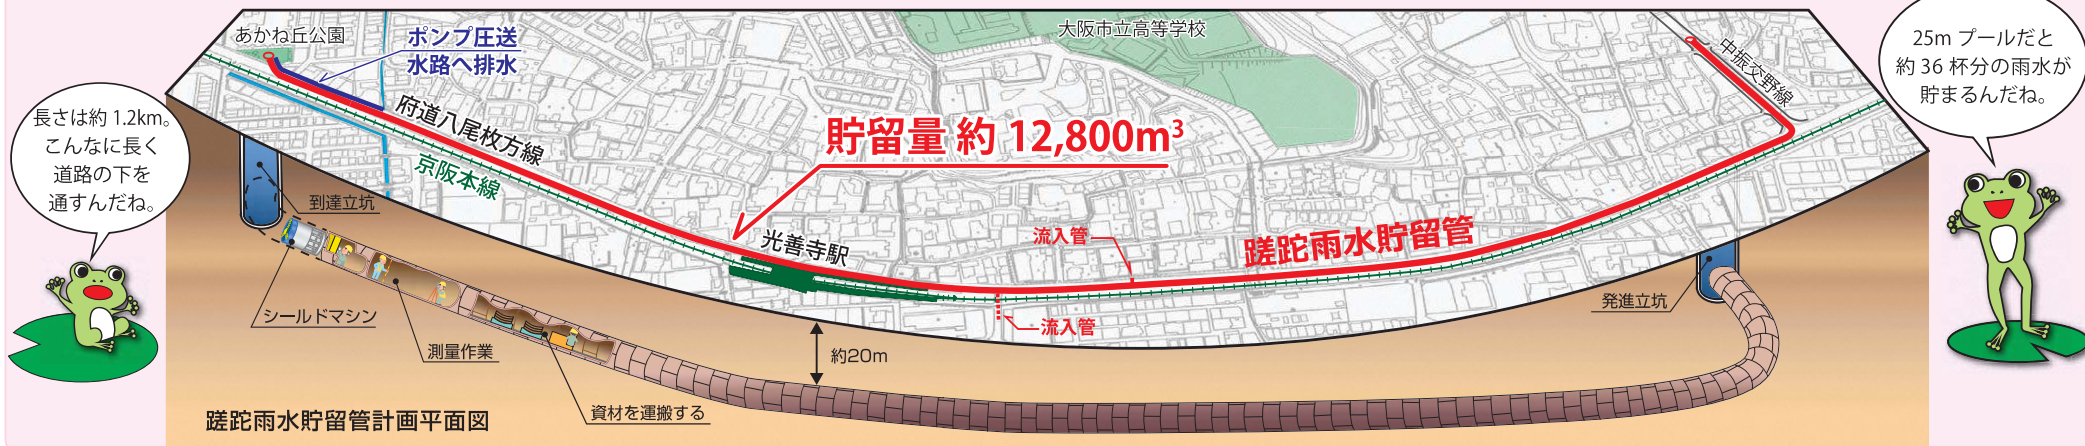 あかね丘公園
ポンプ圧送
水路へ排水
大阪市立高等学校
中振交野線
25m プールだと
約 36 杯分の雨水が
貯まるんだね。
長さは約 1.2km。
こんなに長く
道路の下を
通すんだね。
府道八尾枚方線
京阪本線
貯留量 約 12,800m³
到達立坑
光善寺駅
流入管
蹉跎雨水貯留管
シールドマシン
流入管
発進立坑
測量作業
約20m
資材を運搬する
蹉跎雨水貯留管計画平面図